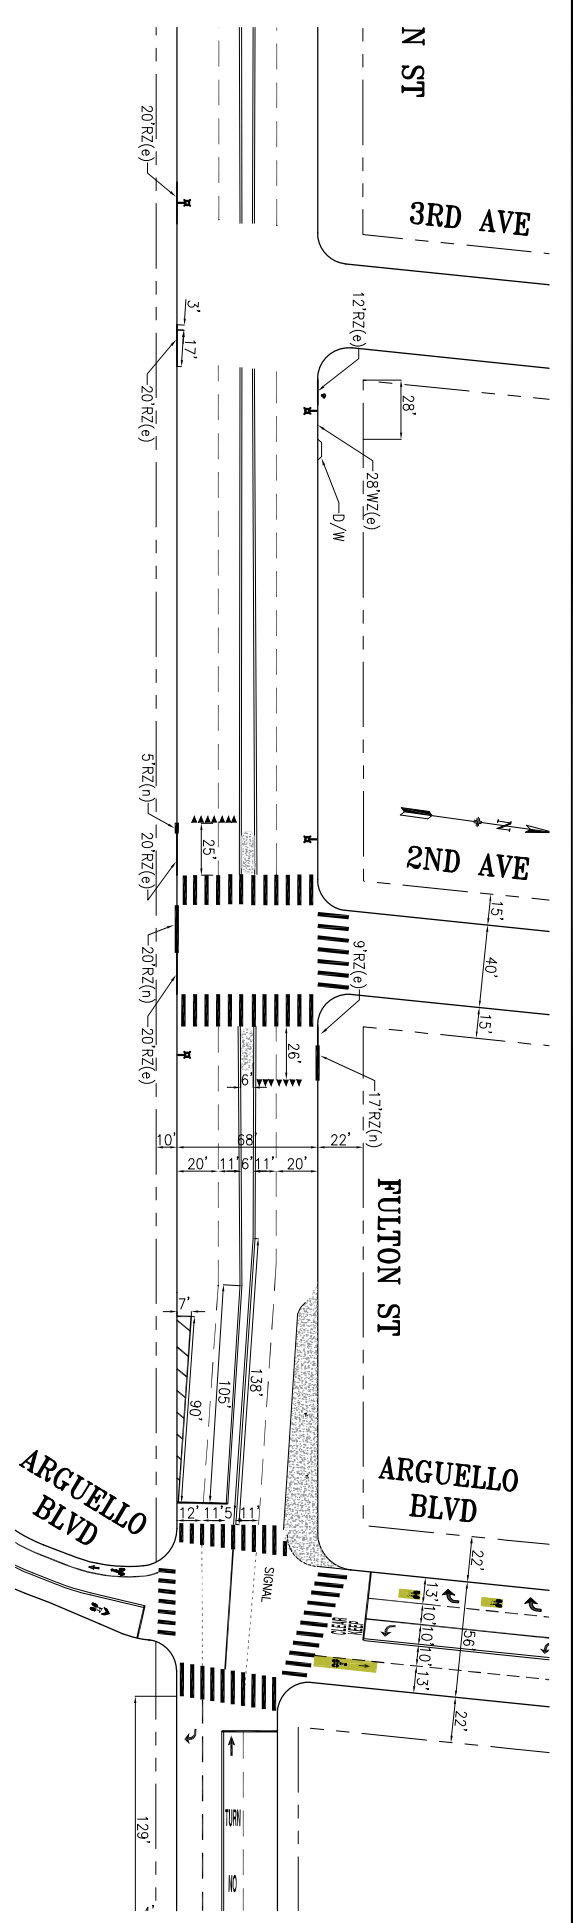 N ST
20'RZ(e)
3RD AVE
3'
17'
20'RZ(e)
12'RZ(e)
28'
28'WZ(e)
D/W
5'RZ(n)
20'RZ(e)
25'
20'RZ(n)
20'RZ(e)
N
2ND AVE
15'
40'
15'
9'RZ(e)
17'RZ(n)
26'
6'
10'
68'
22'
20'
11'
6'
11'
20'
FULTON ST
7'
90'
105'
138'
12'
11'
5'
11'
ARGUELLO
BLVD
ARGUELLO
BLVD
SIGNAL
KEEP
CLEAR
22'
56'
22'
13'
10'
10'
10'
13'
129'
TURN
NO